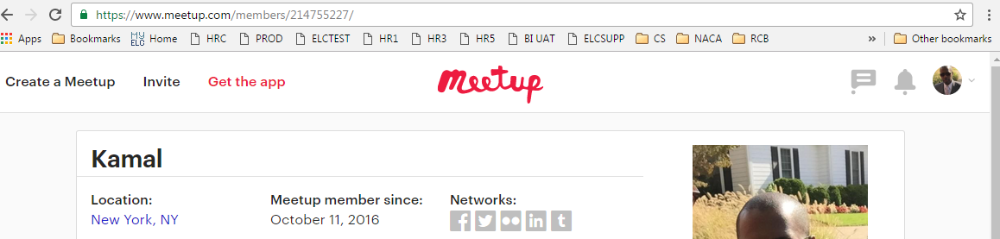 https://www.meetup.com/members/214755227/
Apps Bookmarks MY ELC Home HRC PROD ELCTEST HR1 HR3 HR5 BI UAT ELCSUPP CS NACA RCB » Other bookmarks
Create a Meetup Invite Get the app Meetup
Kamal
Location: Meetup member since: Networks:
New York, NY October 11, 2016